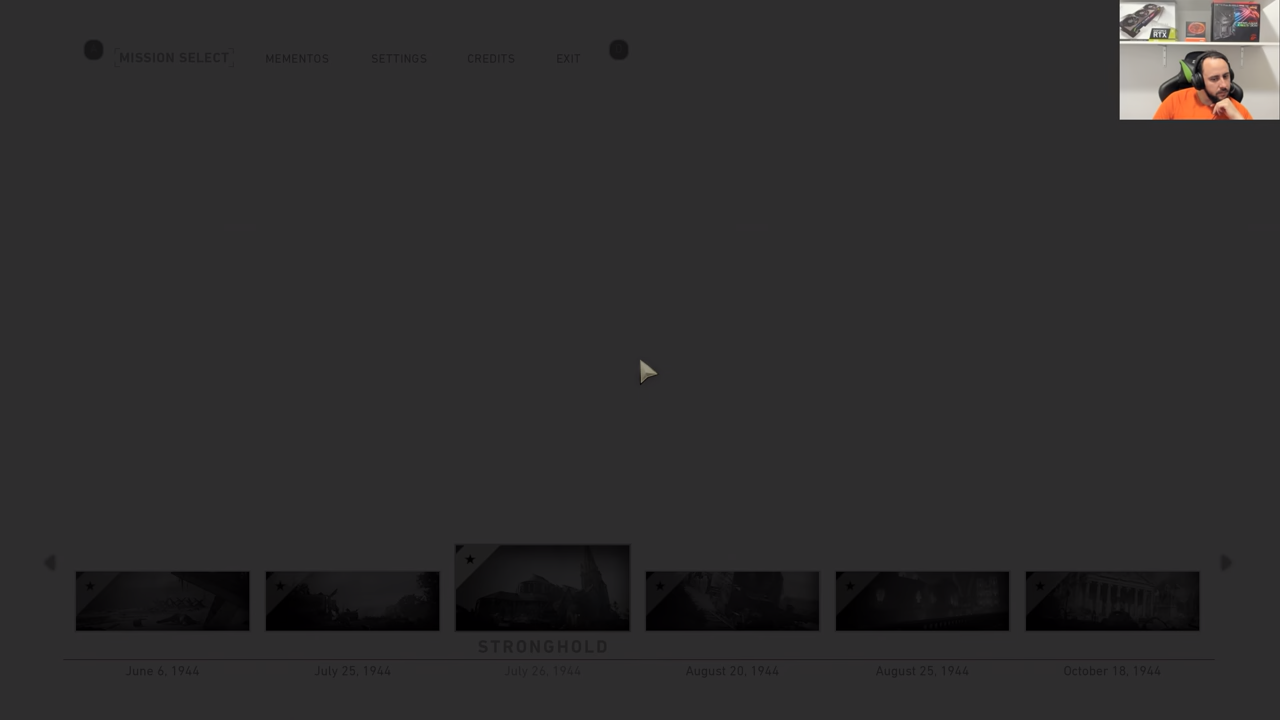 MISSION SELECT MEMENTOS SETTINGS CREDITS EXIT
RTX
STRONGHOLD
June 6, 1944 July 25, 1944 July 26, 1944 August 20, 1944 August 25, 1944 October 18, 1944